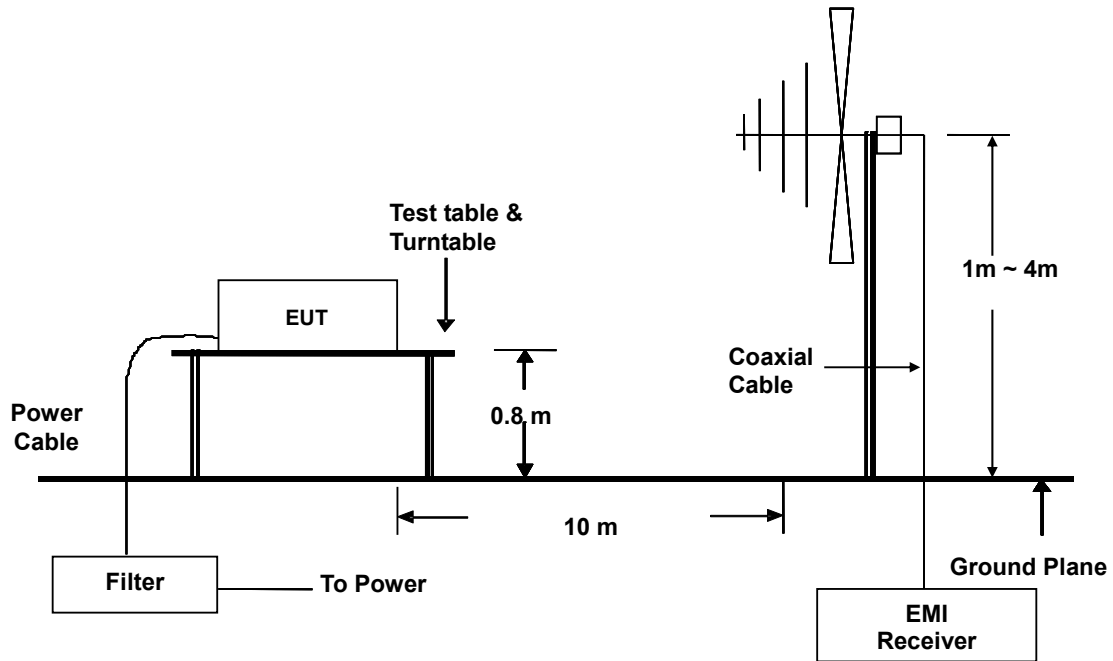 Test table &
Turntable
EUT
1m ~ 4m
Coaxial
Cable
0.8 m
Power
Cable
10 m
Filter
To Power
Ground Plane
EMI
Receiver